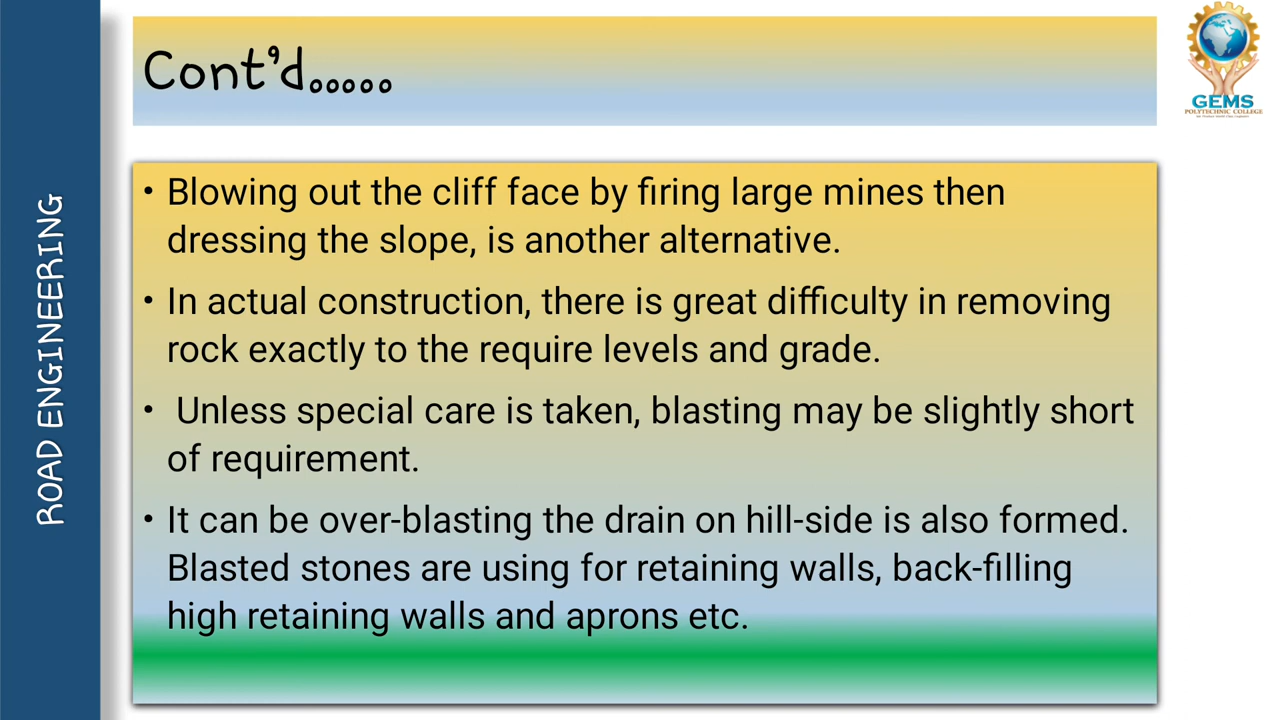 Cont'd.....
GEMS
POLYTECHNIC COLLEGE
ROAD ENGINEERING
• Blowing out the cliff face by firing large mines then
dressing the slope, is another alternative.
• In actual construction, there is great difficulty in removing
rock exactly to the require levels and grade.
• Unless special care is taken, blasting may be slightly short
of requirement.
• It can be over-blasting the drain on hill-side is also formed.
Blasted stones are using for retaining walls, back-filling
high retaining walls and aprons etc.